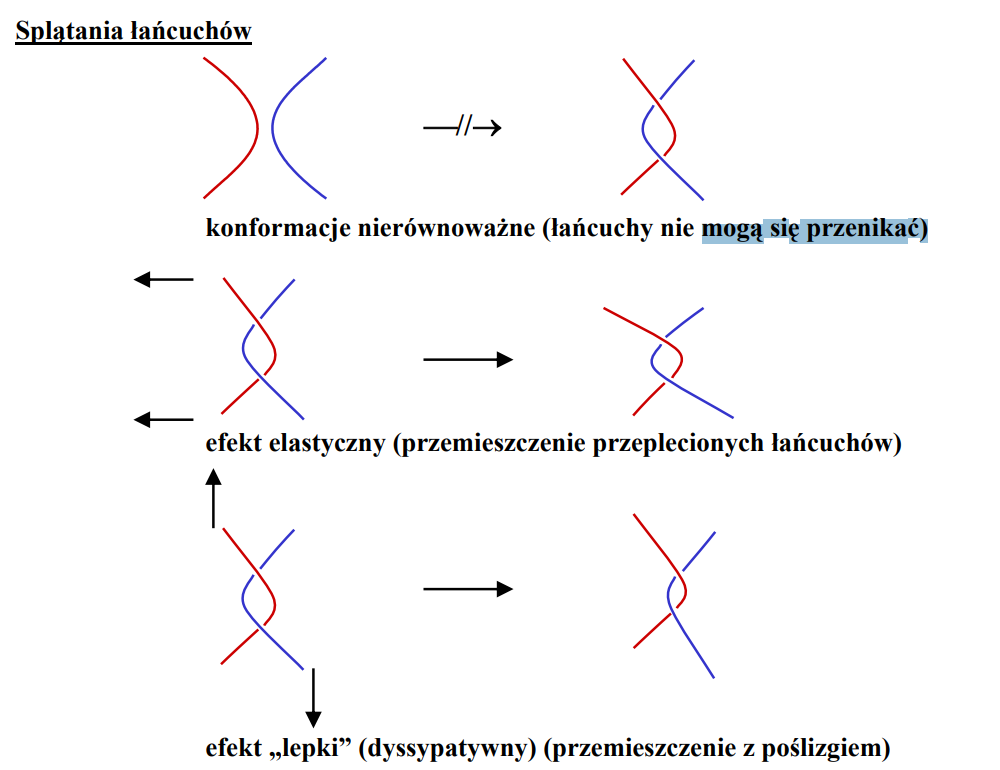 Splątania łańcuchów
konformacje nierównoważne (łańcuchy nie mogą się przenikać)
efekt elastyczny (przemieszczenie przeplecionych łańcuchów)
efekt „lepki” (dyssypatywny) (przemieszczenie z poślizgiem)